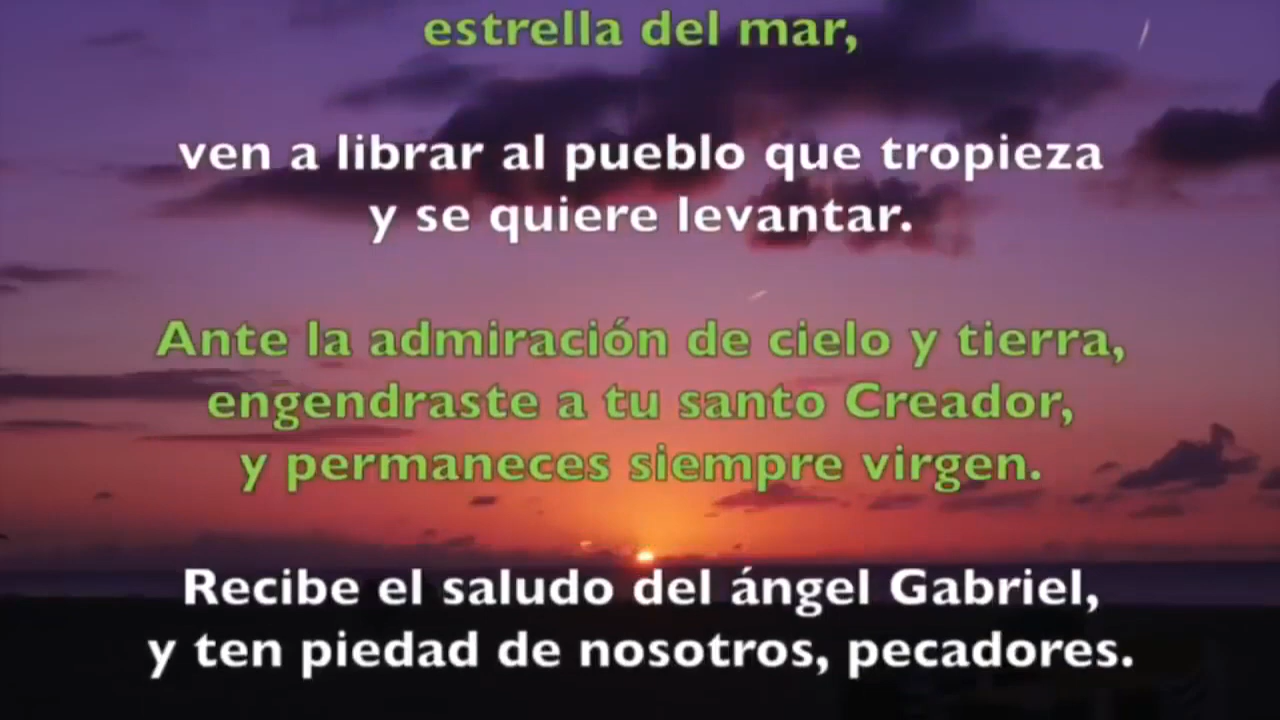 estrella del mar,
ven a librar al pueblo que tropieza
y se quiere levantar.
Ante la admiración de cielo y tierra,
engendraste a tu santo Creador,
y permaneces siempre virgen.
Recibe el saludo del ángel Gabriel,
y ten piedad de nosotros, pecadores.